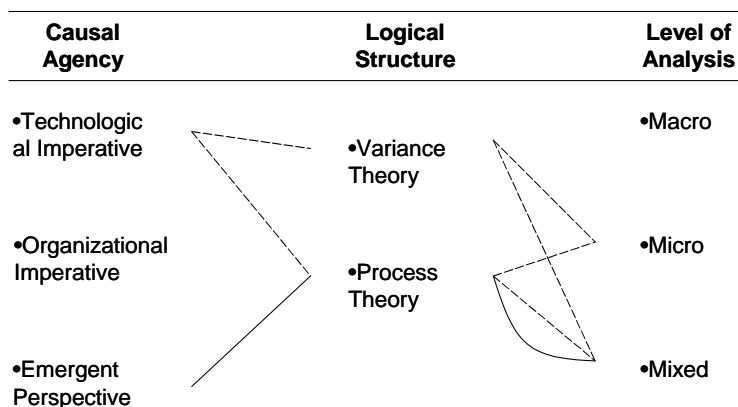 Causal
Agency
Logical
Structure
Level of
Analysis
•Technologic
al Imperative
•Variance
Theory
•Macro
•Organizational
Imperative
•Process
Theory
•Micro
•Emergent
Perspective
•Mixed